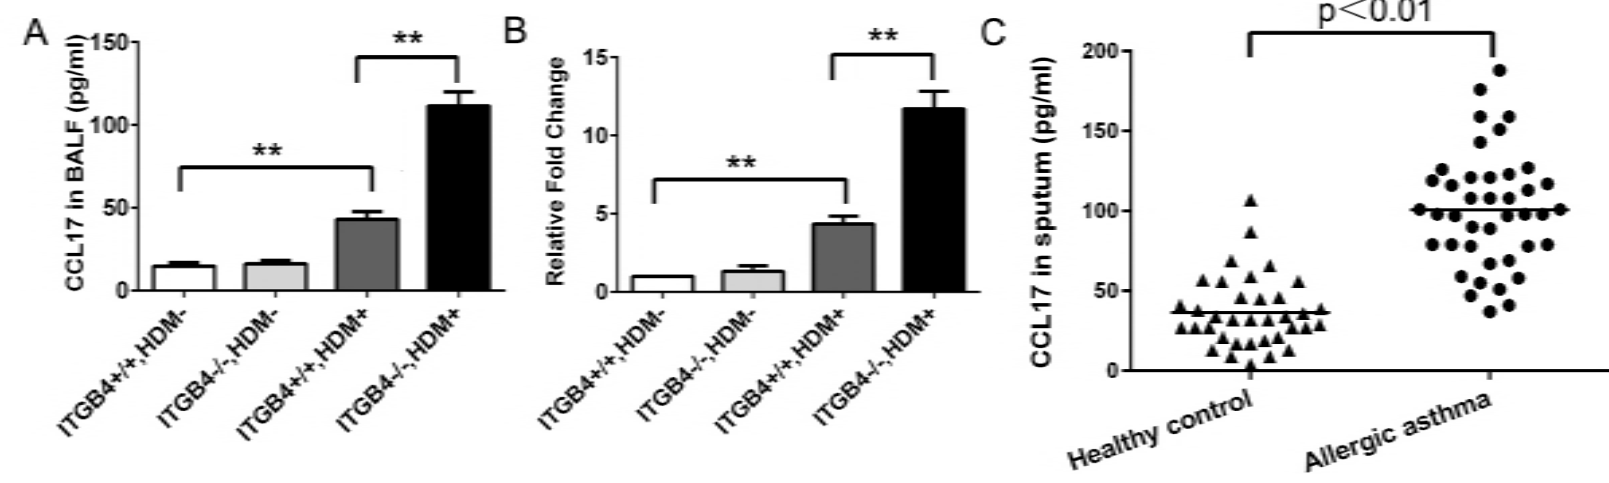 A
CCL17 in BALF (pg/ml)
150
100
50
0
**
**
ITGB4+/+,HDM-
ITGB4-/-,HDM-
ITGB4+/+,HDM+
ITGB4-/-,HDM+
B
Relative Fold Change
15
10
5
0
**
**
ITGB4+/+,HDM-
ITGB4-/-,HDM-
ITGB4+/+,HDM+
ITGB4-/-,HDM+
C
CCL17 in sputum (pg/ml)
p<0.01
200
150
100
50
0
Healthy control
Allergic asthma